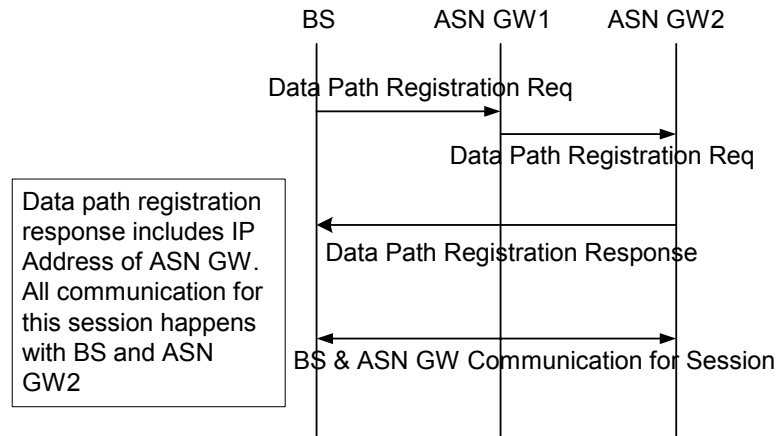 BS ASN GW1 ASN GW2
Data Path Registration Req
Data Path Registration Req
Data path registration
response includes IP
Address of ASN GW.
All communication for
this session happens
with BS and ASN
GW2
Data Path Registration Response
BS & ASN GW Communication for Session